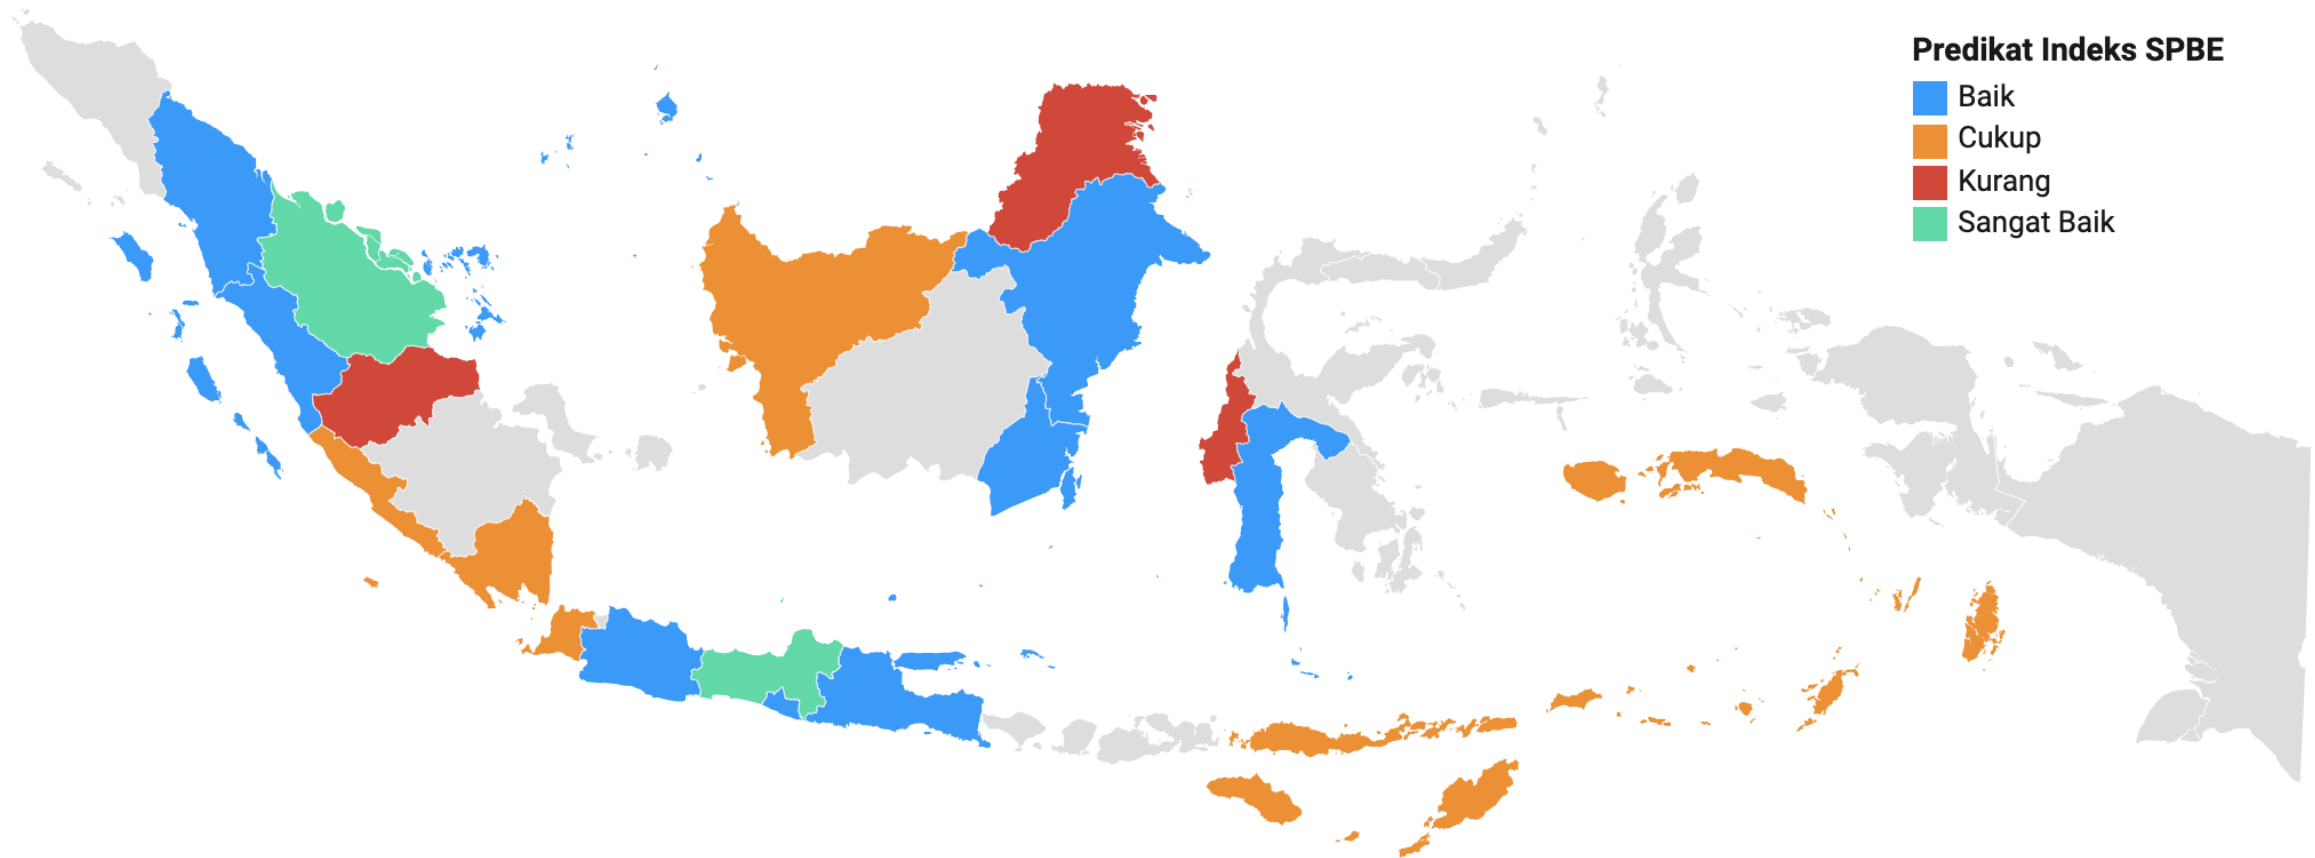 Predikat Indeks SPBE
Baik
Cukup
Kurang
Sangat Baik